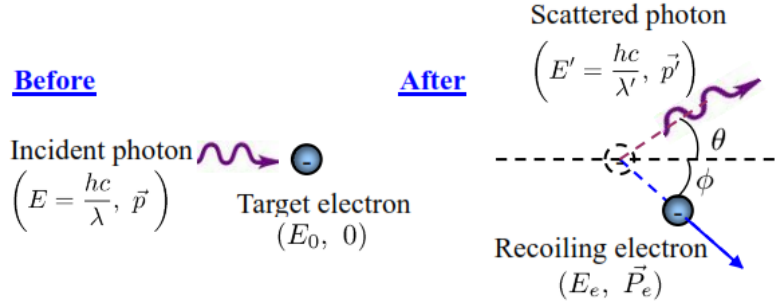 Before
Incident photon
(E = hc/λ, p⃗)
Target electron
(E₀, 0)
-
After
Scattered photon
(E′ = hc/λ′, p⃗′)
θ
ϕ
-
Recoiling electron
(Eₑ, P⃗ₑ)